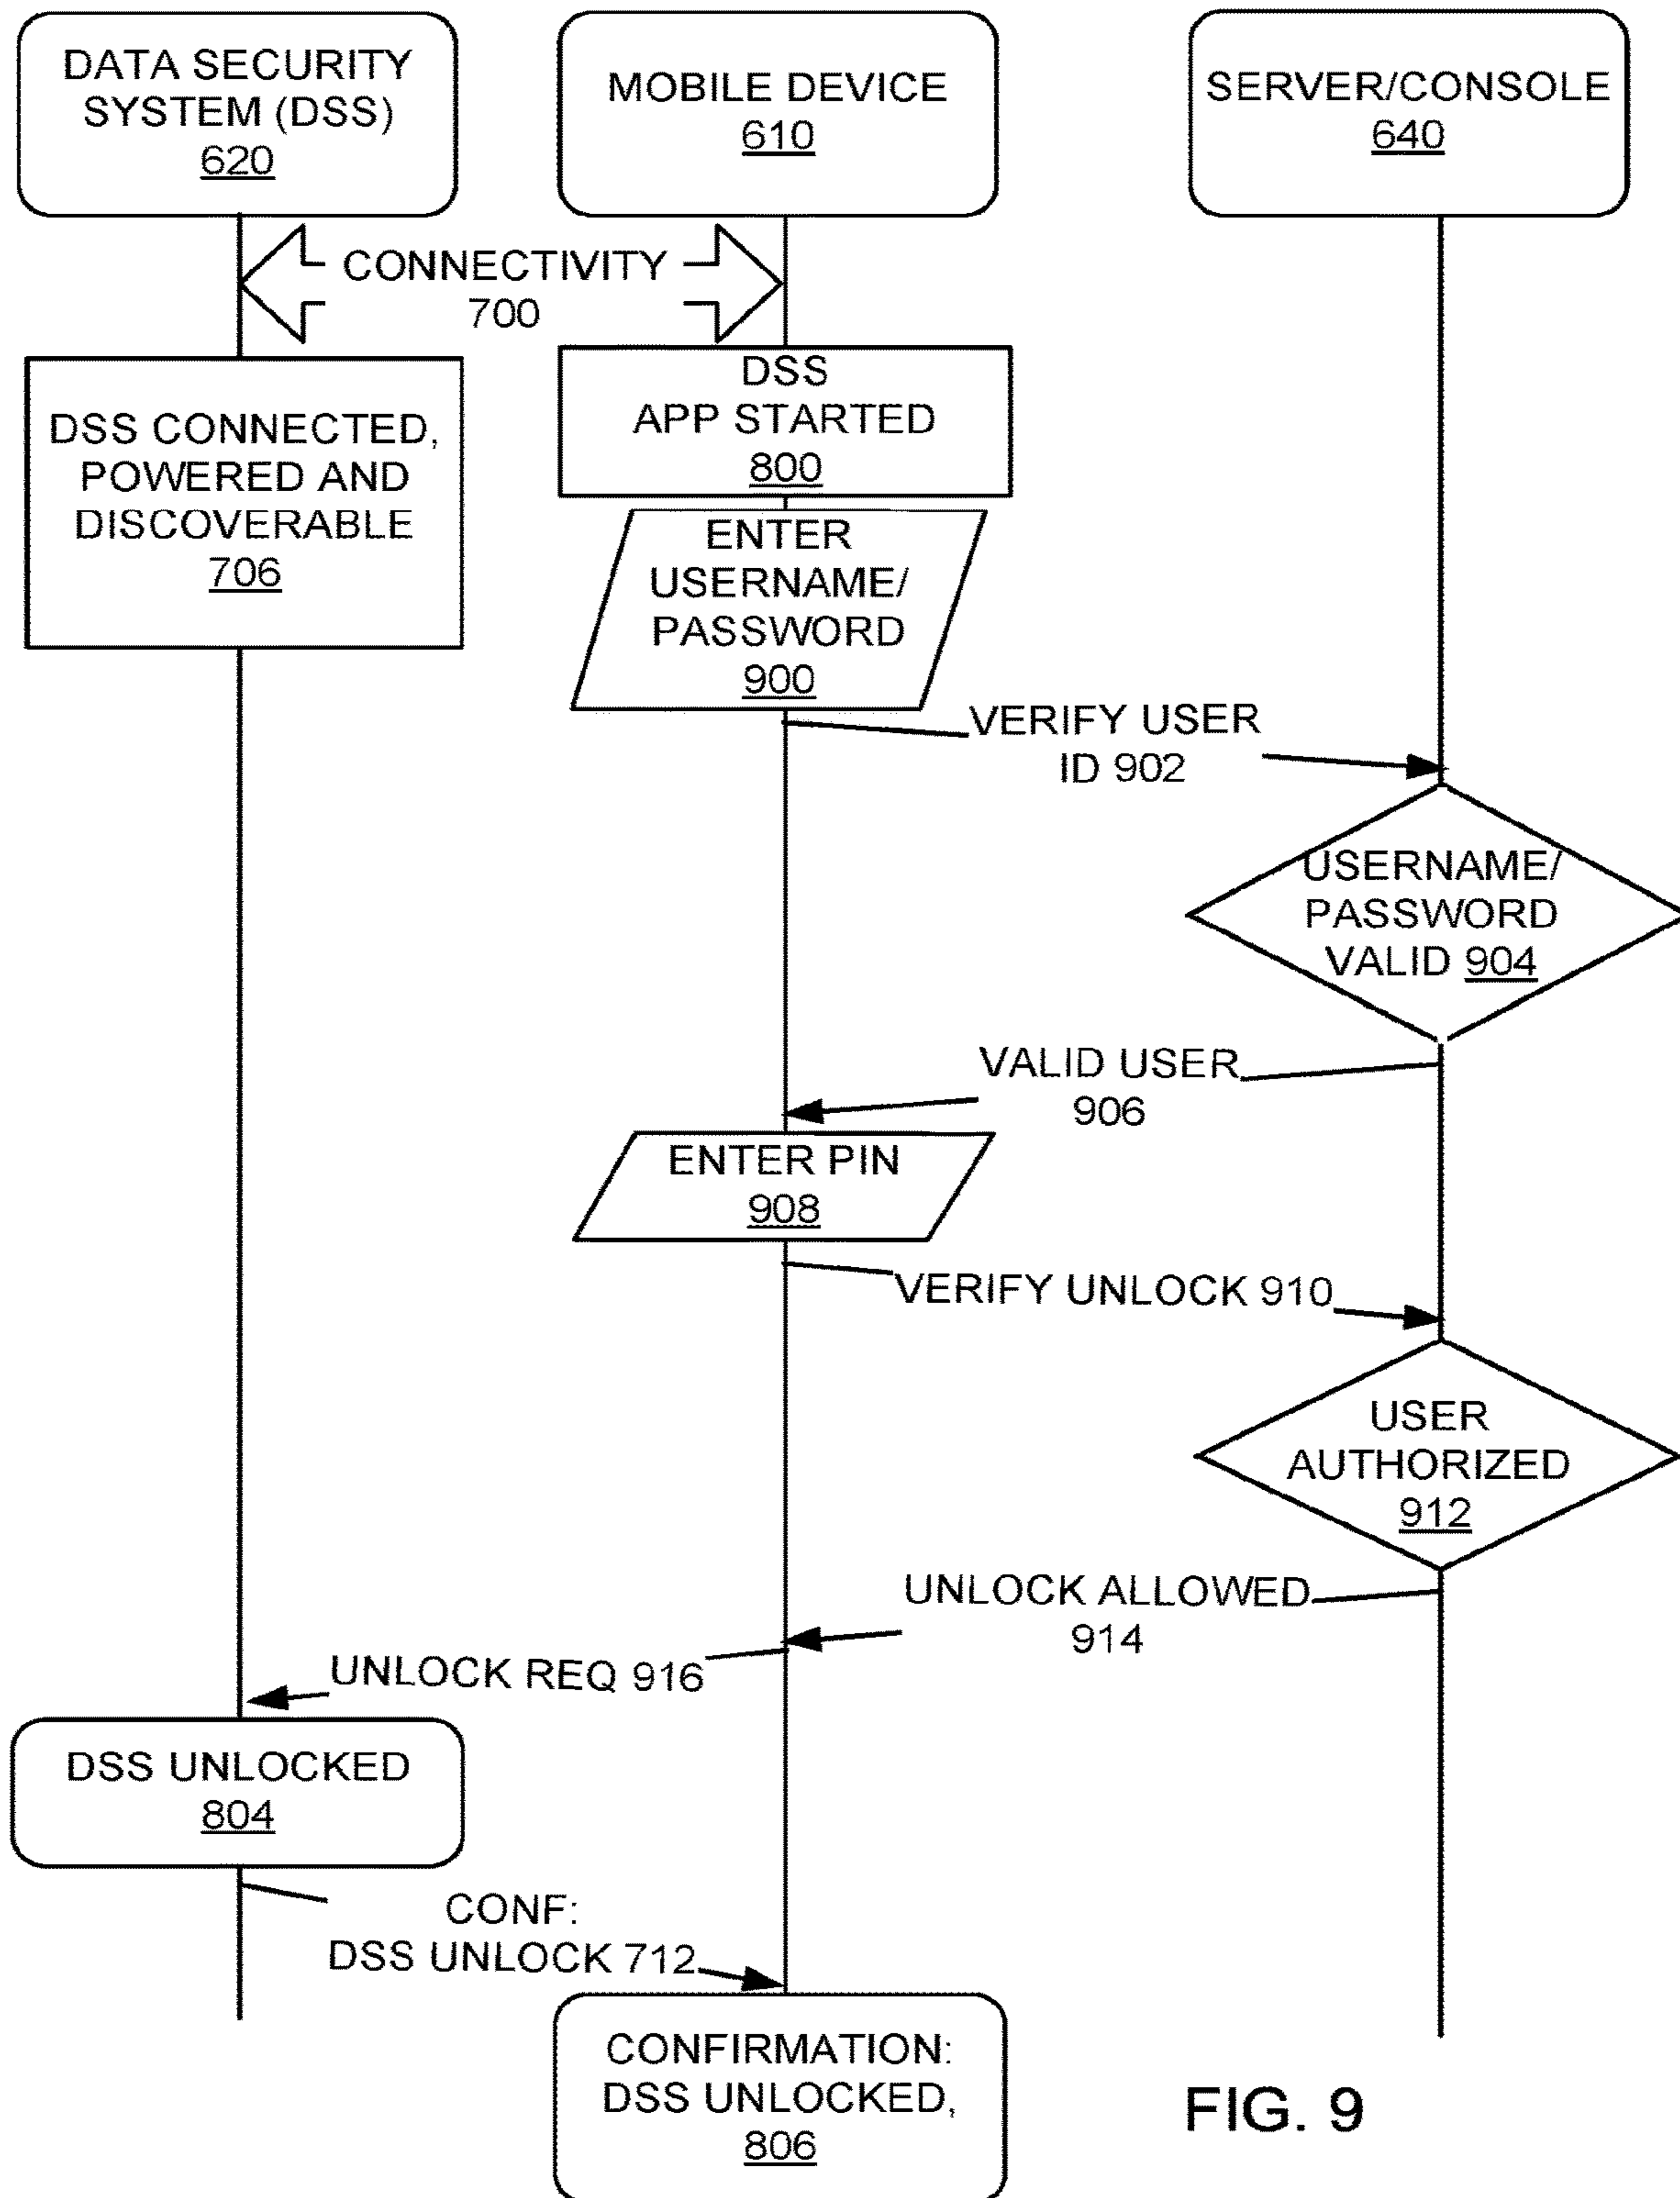 DATA SECURITY
SYSTEM (DSS)
620
MOBILE DEVICE
610
SERVER/CONSOLE
640
CONNECTIVITY
700
DSS CONNECTED,
POWERED AND
DISCOVERABLE
706
DSS
APP STARTED
800
ENTER
USERNAME/
PASSWORD
900
VERIFY USER
ID 902
USERNAME/
PASSWORD
VALID 904
VALID USER
906
ENTER PIN
908
VERIFY UNLOCK 910
USER
AUTHORIZED
912
UNLOCK ALLOWED
914
UNLOCK REQ 916
DSS UNLOCKED
804
CONF:
DSS UNLOCK 712
CONFIRMATION:
DSS UNLOCKED,
806
FIG. 9